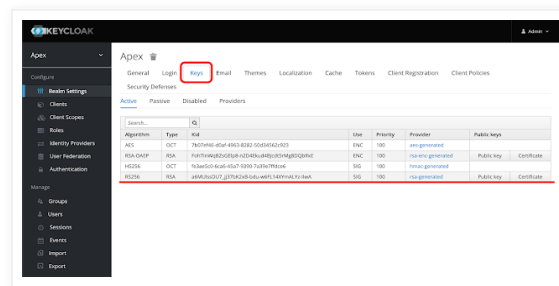 KEYCLOAK
Admin
Apex
Apex
General Login Keys Email Themes Localization Cache Tokens Client Registration Client Policies
Security Defenses
Configure
Realm Settings
Clients
Client Scopes
Roles
Identity Providers
User Federation
Authentication
Manage
Groups
Users
Sessions
Events
Import
Export
Active Passive Disabled Providers
Search...
Algorithm Type Kid Use Priority Provider Public keys
AES OCT ENC 100 aes-generated
RSA-OAEP RSA ENC 100 rsa-enc-generated Public key Certificate
HS256 OCT SIG 100 hmac-generated
RS256 RSA SIG 100 rsa-generated Public key Certificate